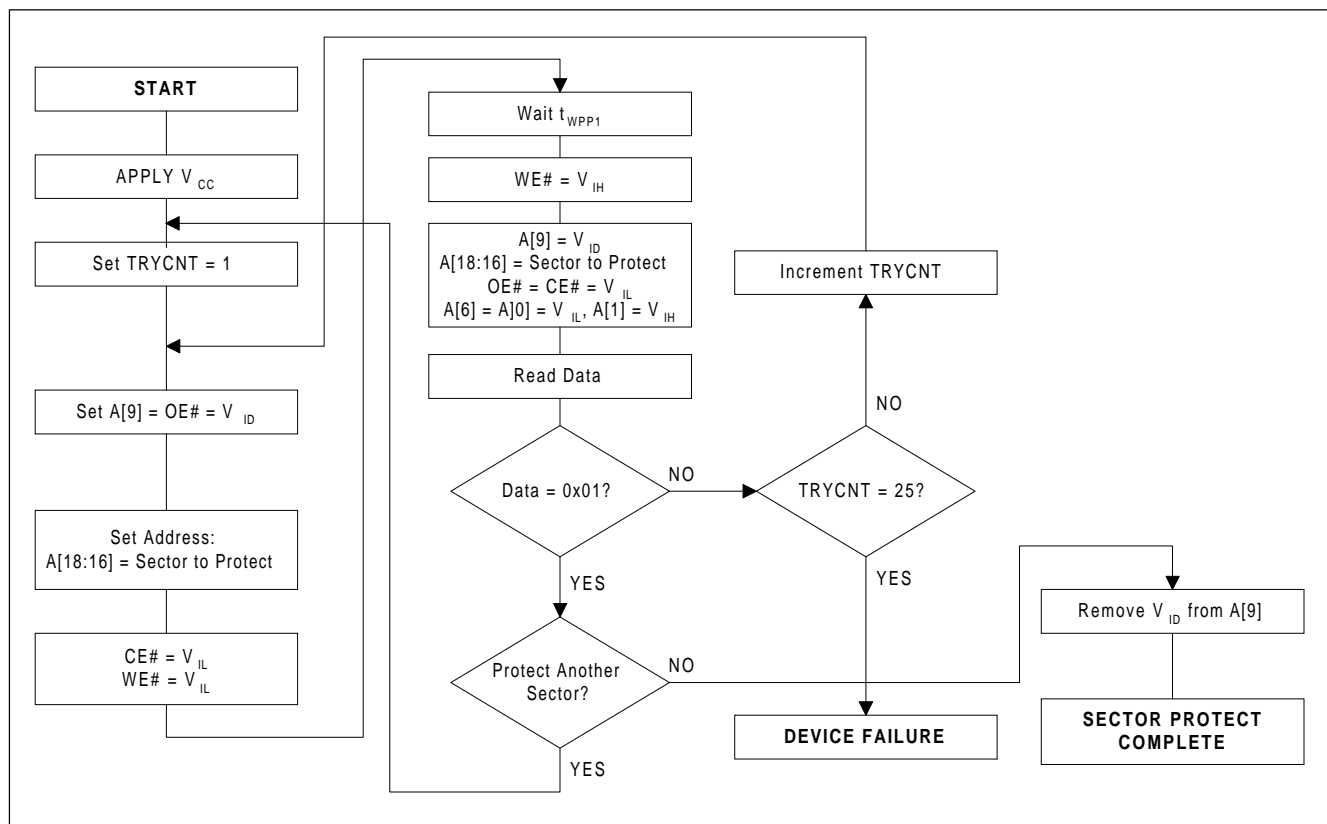 START
APPLY V CC
Set TRYCNT = 1
Set A[9] = OE# = V ID
Set Address:
A[18:16] = Sector to Protect
CE# = V IL
WE# = V IL
Wait t WPP1
WE# = V IH
A[9] = V ID
A[18:16] = Sector to Protect
OE# = CE# = V IL
A[6] = A]0] = V IL, A[1] = V IH
Read Data
Data = 0x01?
NO
YES
Protect Another
Sector?
NO
YES
Increment TRYCNT
NO
TRYCNT = 25?
YES
DEVICE FAILURE
Remove V ID from A[9]
SECTOR PROTECT
COMPLETE